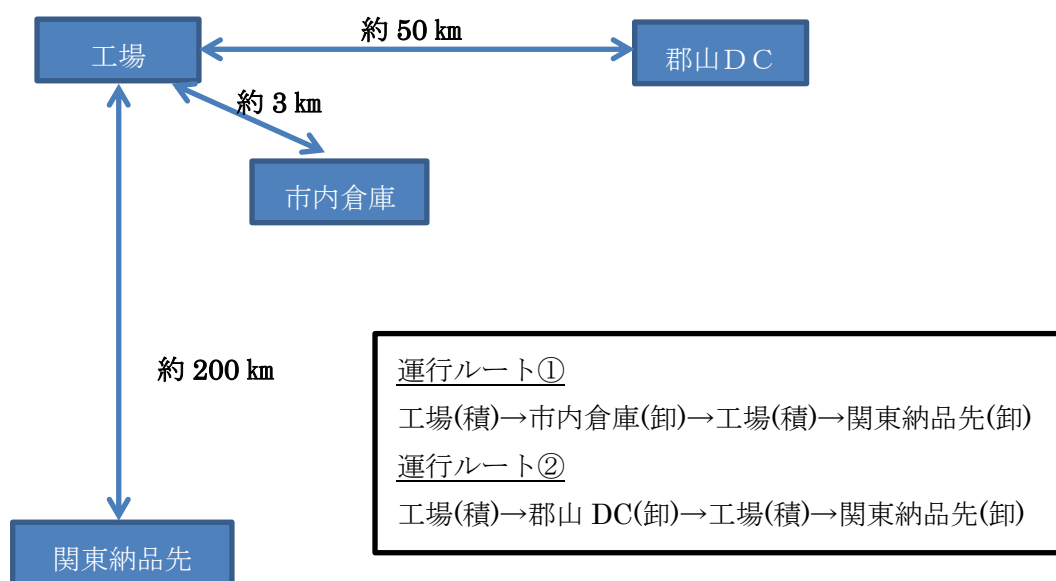 約 50 ㎞
工場
郡山ＤＣ
約 3 ㎞
市内倉庫
約 200 ㎞
運行ルート①
工場(積)→市内倉庫(卸)→工場(積)→関東納品先(卸)
運行ルート②
工場(積)→郡山 DC(卸)→工場(積)→関東納品先(卸)
関東納品先